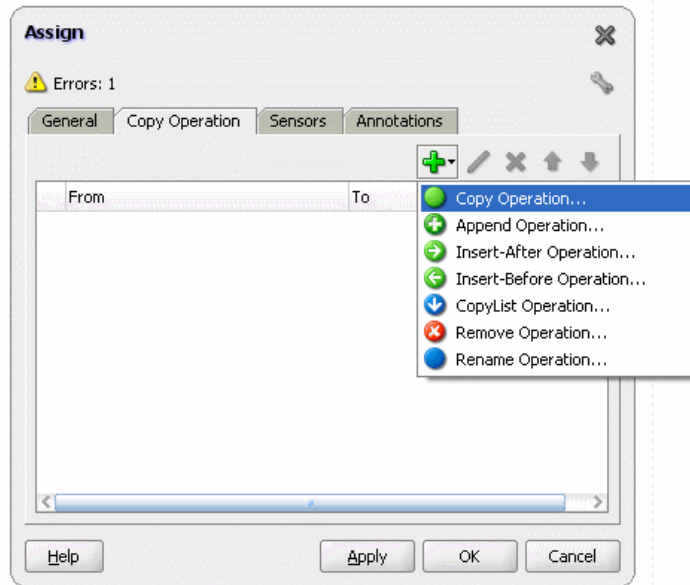 Assign
Errors: 1
General Copy Operation Sensors Annotations
From To
Copy Operation...
Append Operation...
Insert-After Operation...
Insert-Before Operation...
CopyList Operation...
Remove Operation...
Rename Operation...
Help Apply OK Cancel